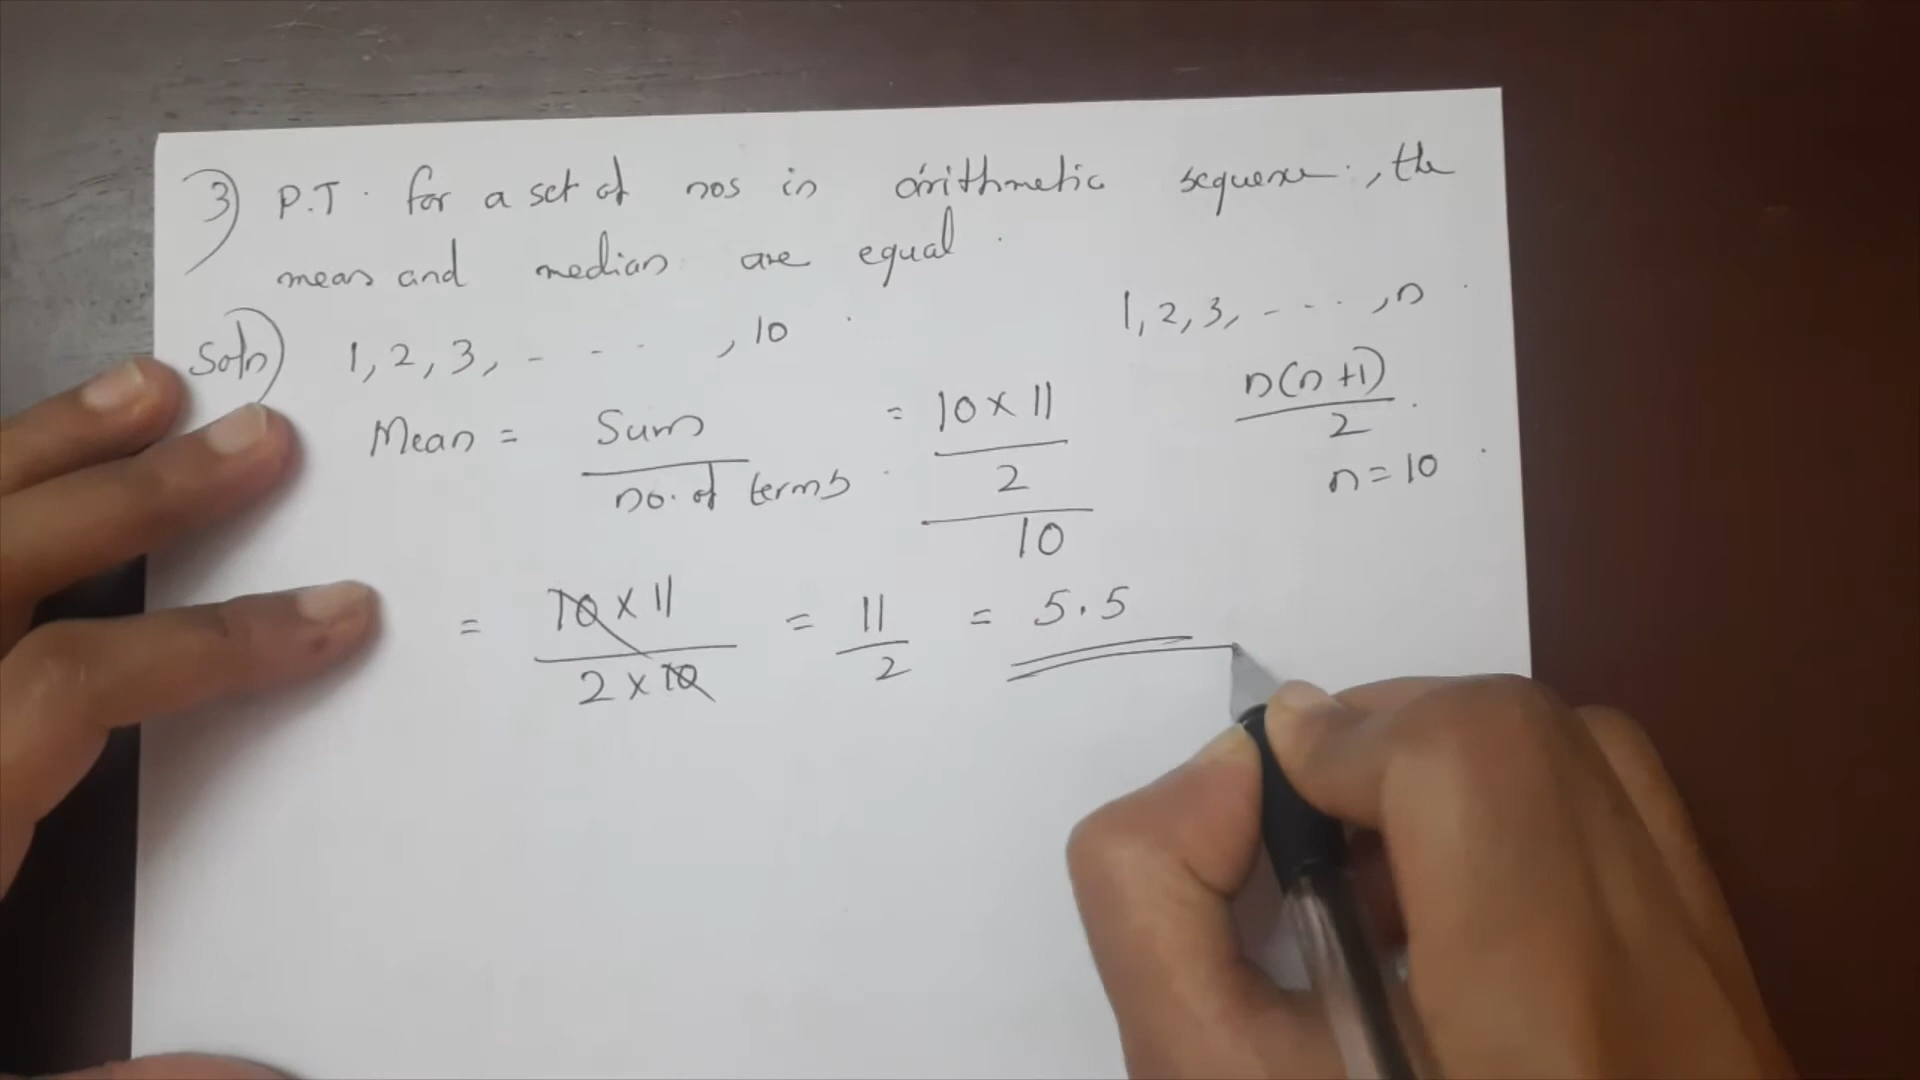 3) P.T. for a set of nos in arithmetic sequence, the
mean and median are equal.
Soln) 1, 2, 3, - - - , 10
1, 2, 3, - - - , n
Mean = Sum / no. of terms = 10 × 11 / 2 / 10
n(n+1) / 2
n = 10
= 10 × 11 / 2 × 10 = 11 / 2 = 5.5